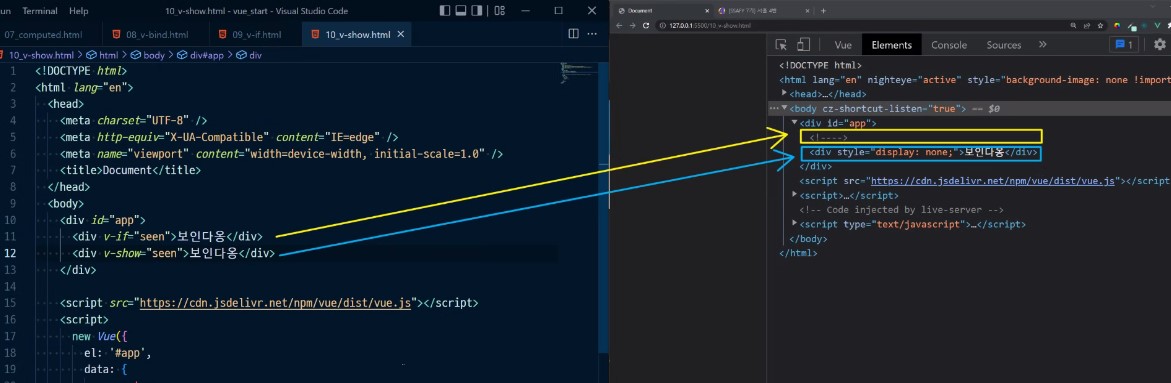 un Terminal Help 10_v-show.html - vue_start - Visual Studio Code
07_computed.html 08_v-bind.html 09_v-if.html 10_v-show.html
10_v-show.html > html > body > div#app > div
1 <!DOCTYPE html>
2 <html lang="en">
3 <head>
4 <meta charset="UTF-8" />
5 <meta http-equiv="X-UA-Compatible" content="IE=edge" />
6 <meta name="viewport" content="width=device-width, initial-scale=1.0" />
7 <title>Document</title>
8 </head>
9 <body>
10 <div id="app">
11 <div v-if="seen">보인다옹</div>
12 <div v-show="seen">보인다옹</div>
13 </div>
14
15 <script src="https://cdn.jsdelivr.net/npm/vue/dist/vue.js"></script>
16 <script>
17 new Vue({
18 el: '#app',
19 data: {
Document
127.0.0.1:5500/10_v-show.html
Vue Elements Console Sources 1
<!DOCTYPE html>
<html lang="en" nighteye="active" style="background-image: none !import
<head>…</head>
<body cz-shortcut-listen="true"> == $0
<div id="app">
<!---->
<div style="display: none;">보인다옹</div>
</div>
<script src="https://cdn.jsdelivr.net/npm/vue/dist/vue.js"></script>
<script>…</script>
<!-- Code injected by live-server -->
<script type="text/javascript">…</script>
</body>
</html>